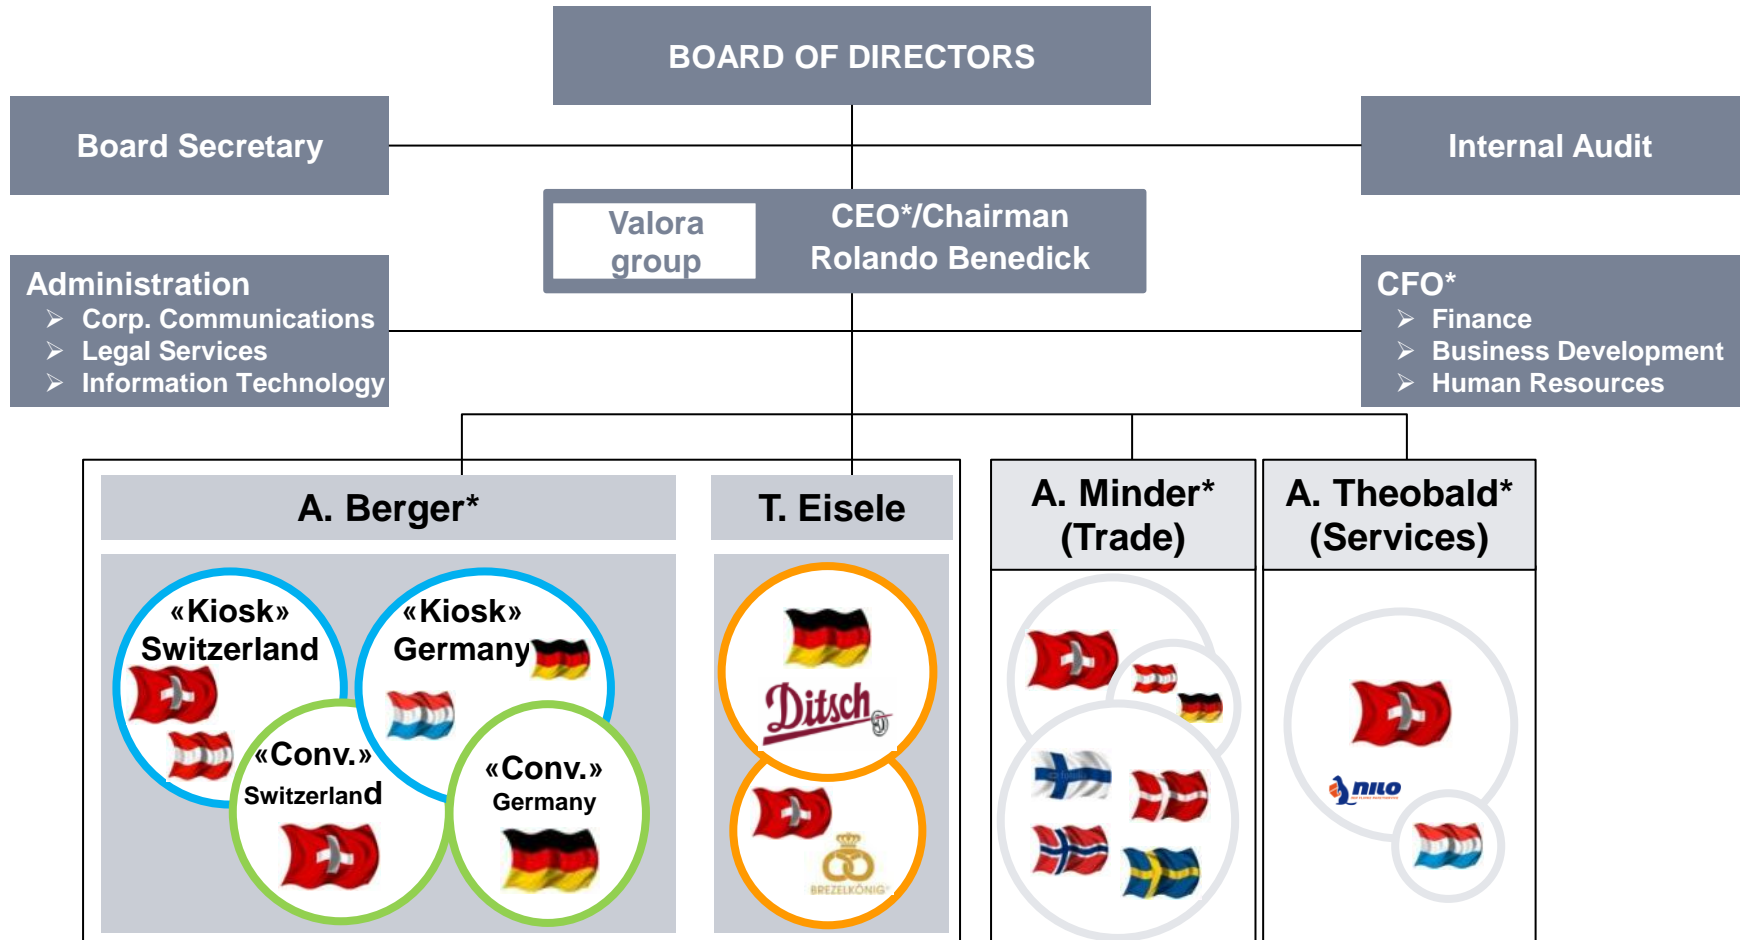 BOARD OF DIRECTORS
Board Secretary
Internal Audit
Valora
group
CEO*/Chairman
Rolando Benedick
Administration
➢ Corp. Communications
➢ Legal Services
➢ Information Technology
CFO*
➢ Finance
➢ Business Development
➢ Human Resources
A. Berger*
T. Eisele
A. Minder*
(Trade)
A. Theobald*
(Services)
«Kiosk»
Switzerland
«Kiosk»
Germany
«Conv.»
Switzerland
«Conv.»
Germany
Ditsch
BREZELKÖNIG
nilo